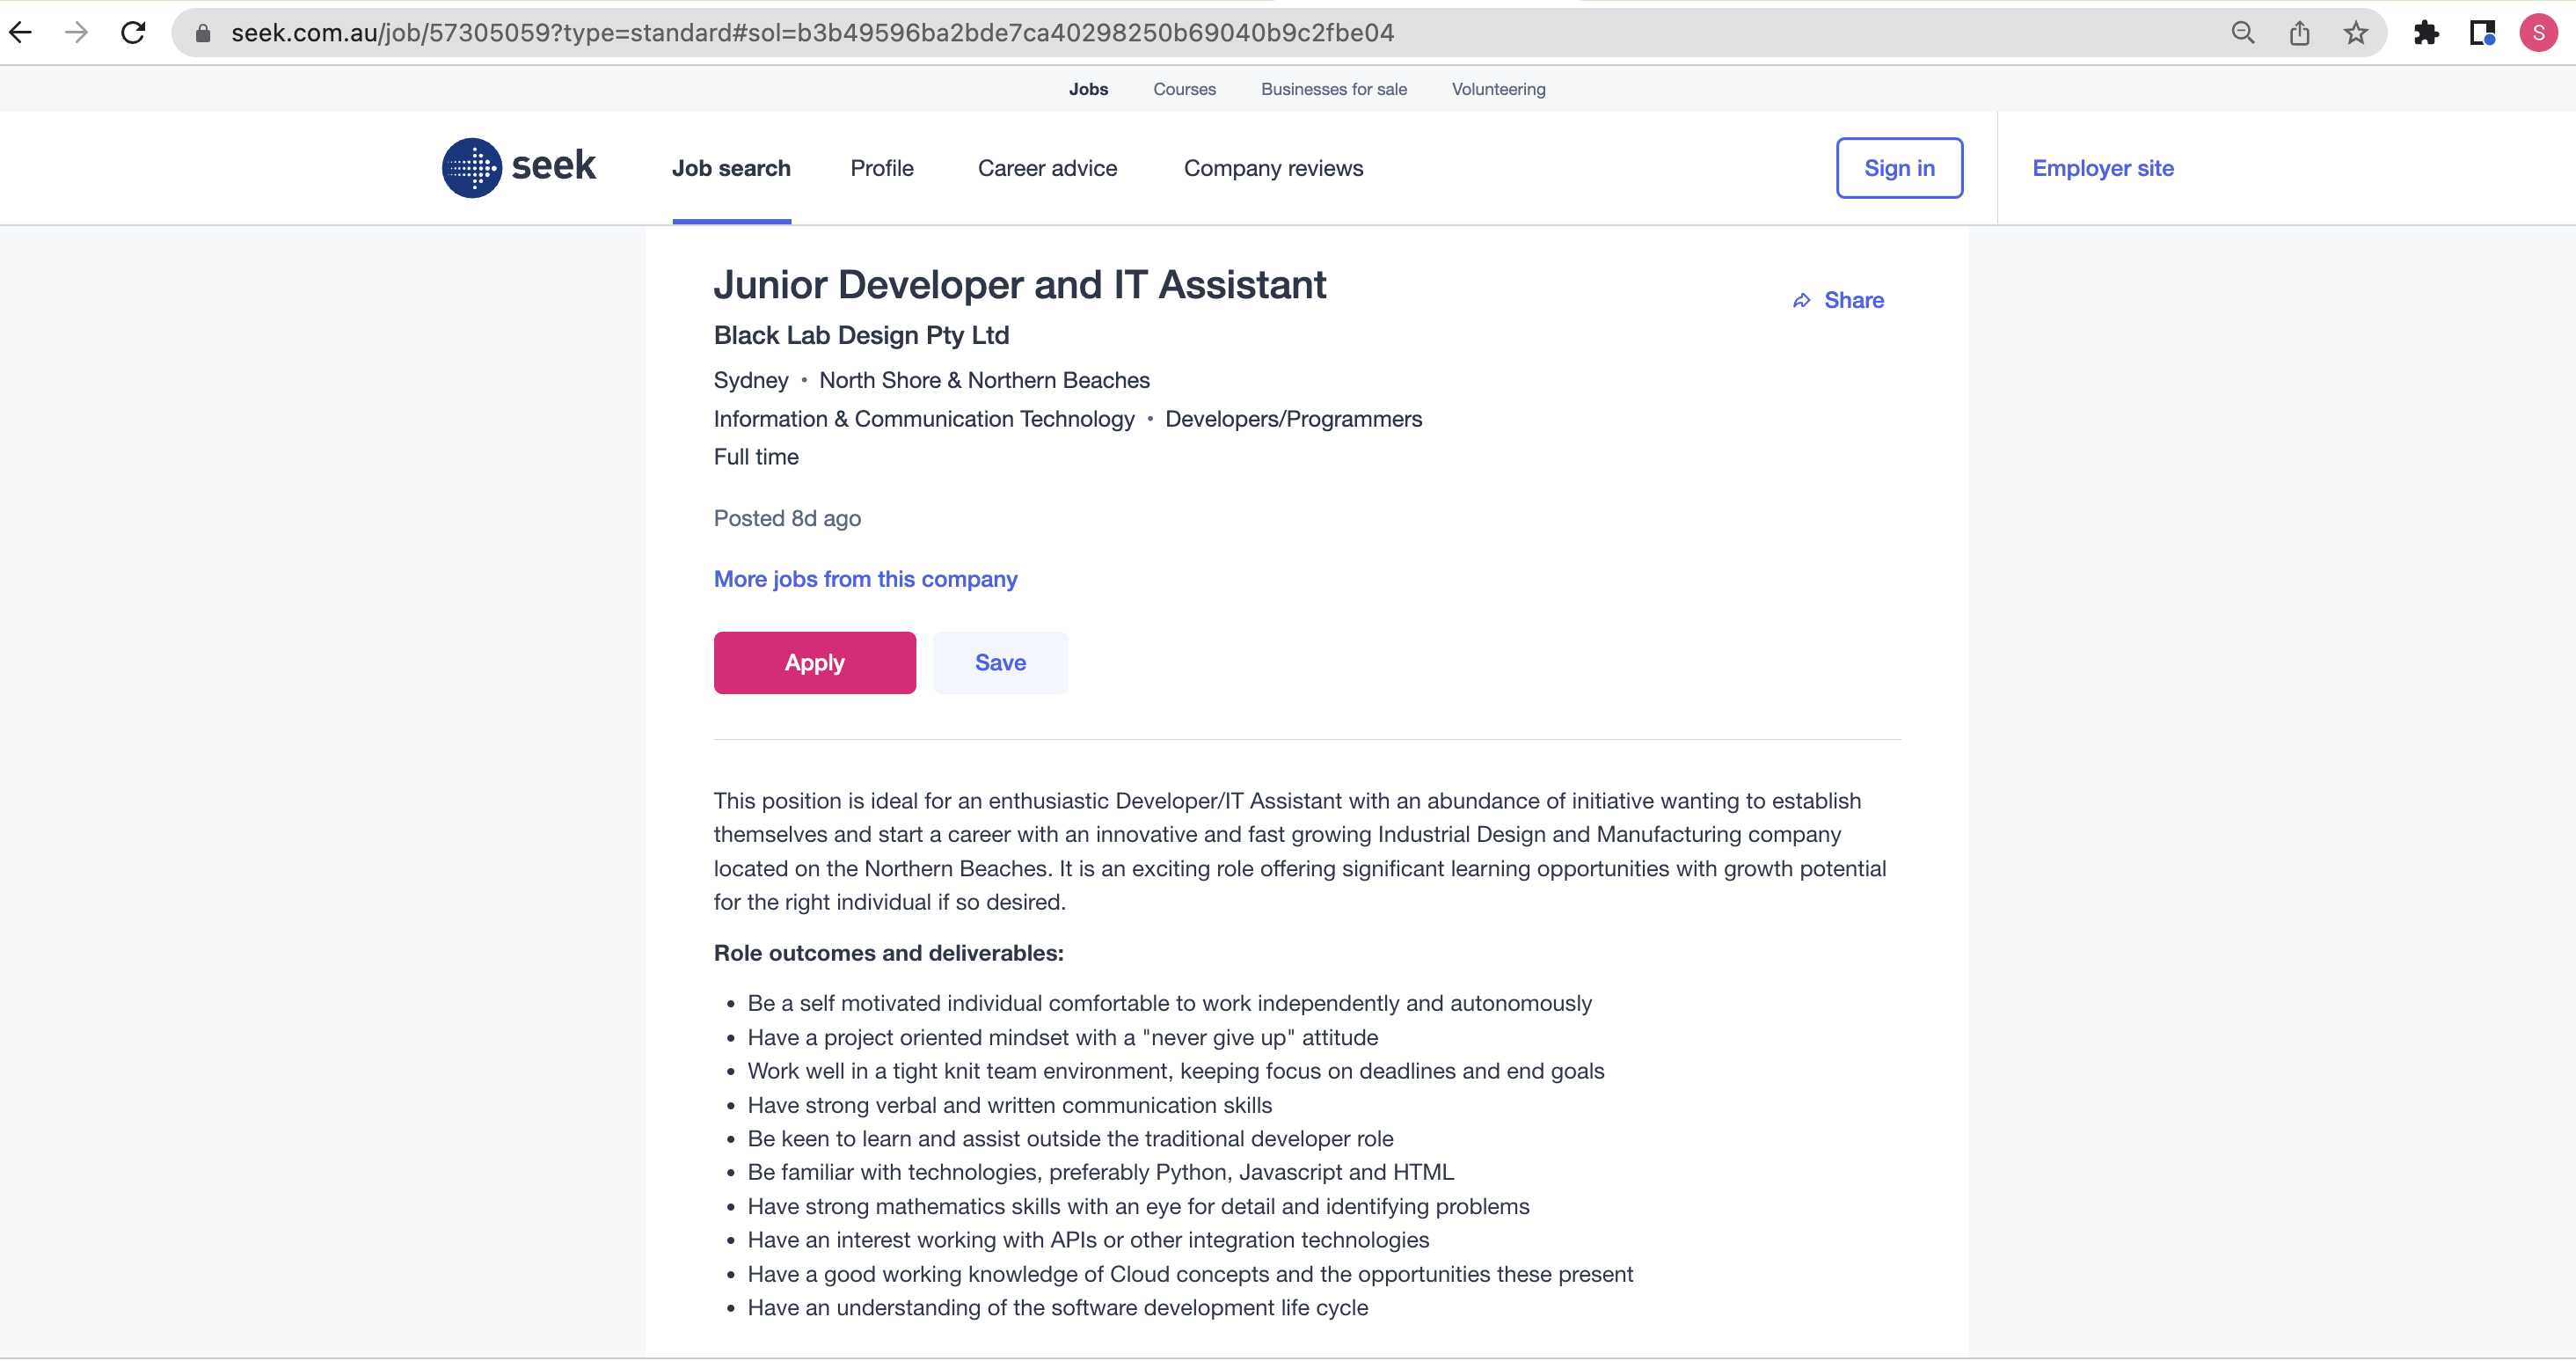 seek.com.au/job/57305059?type=standard#sol=b3b49596ba2bde7ca40298250b69040b9c2fbe04
S
Jobs Courses Businesses for sale Volunteering
seek Job search Profile Career advice Company reviews Sign in Employer site
Junior Developer and IT Assistant
Share
Black Lab Design Pty Ltd
Sydney • North Shore & Northern Beaches
Information & Communication Technology • Developers/Programmers
Full time
Posted 8d ago
More jobs from this company
Apply Save
This position is ideal for an enthusiastic Developer/IT Assistant with an abundance of initiative wanting to establish
themselves and start a career with an innovative and fast growing Industrial Design and Manufacturing company
located on the Northern Beaches. It is an exciting role offering significant learning opportunities with growth potential
for the right individual if so desired.
Role outcomes and deliverables:
• Be a self motivated individual comfortable to work independently and autonomously
• Have a project oriented mindset with a "never give up" attitude
• Work well in a tight knit team environment, keeping focus on deadlines and end goals
• Have strong verbal and written communication skills
• Be keen to learn and assist outside the traditional developer role
• Be familiar with technologies, preferably Python, Javascript and HTML
• Have strong mathematics skills with an eye for detail and identifying problems
• Have an interest working with APIs or other integration technologies
• Have a good working knowledge of Cloud concepts and the opportunities these present
• Have an understanding of the software development life cycle